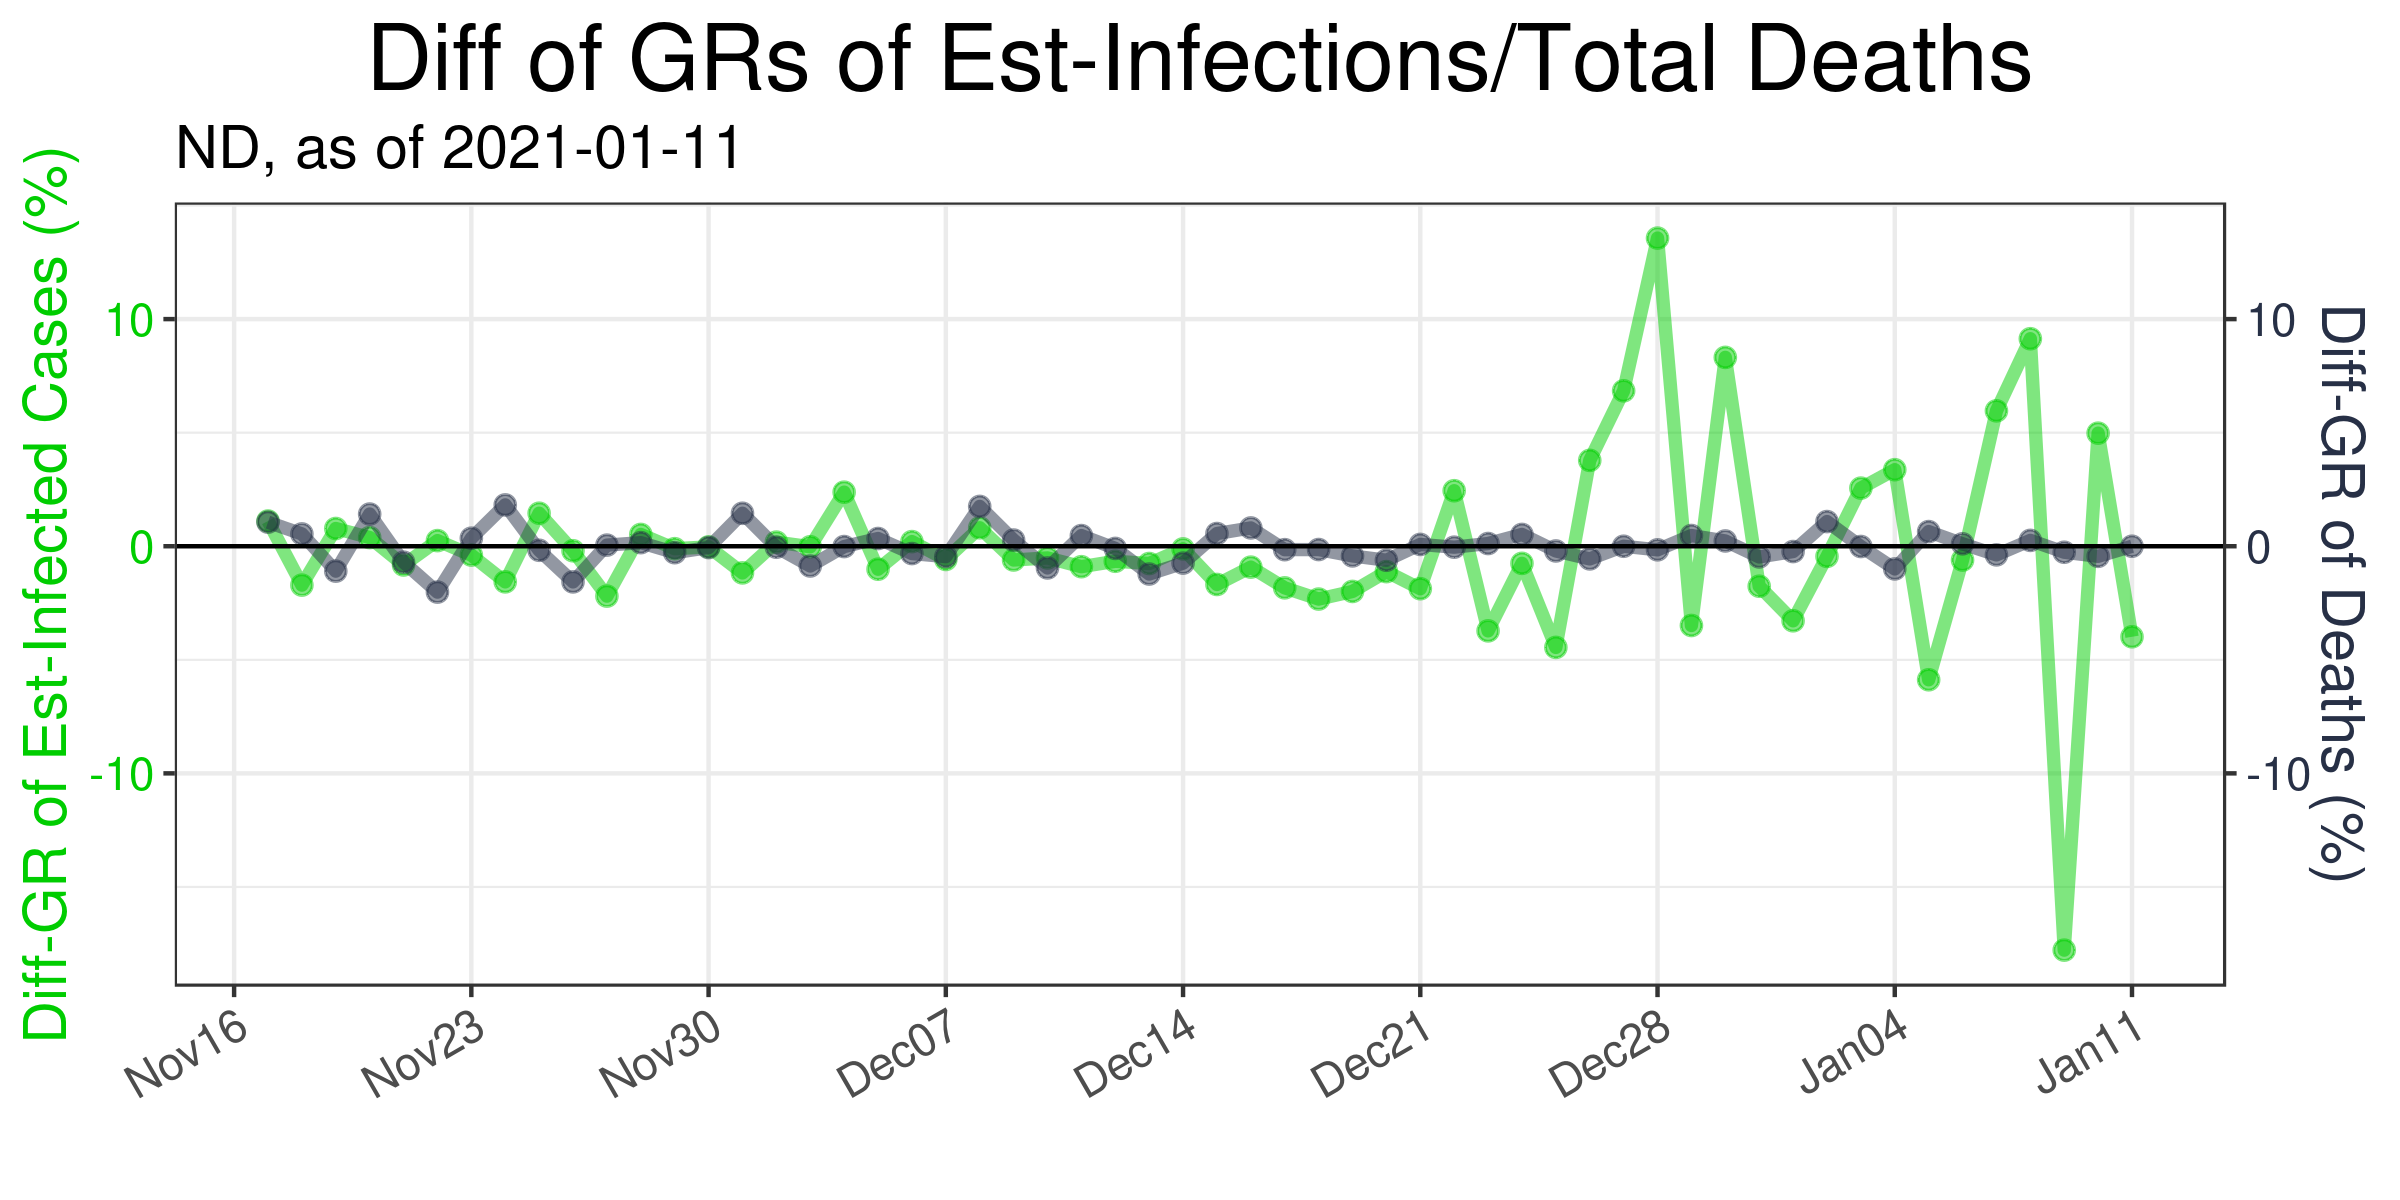 Diff of GRs of Est-Infections/Total Deaths
ND, as of 2021-01-11
Diff-GR of Est-Infected Cases (%)
10
0
-10
10
0
-10
Diff-GR of Deaths (%)
Nov16
Nov23
Nov30
Dec07
Dec14
Dec21
Dec28
Jan04
Jan11